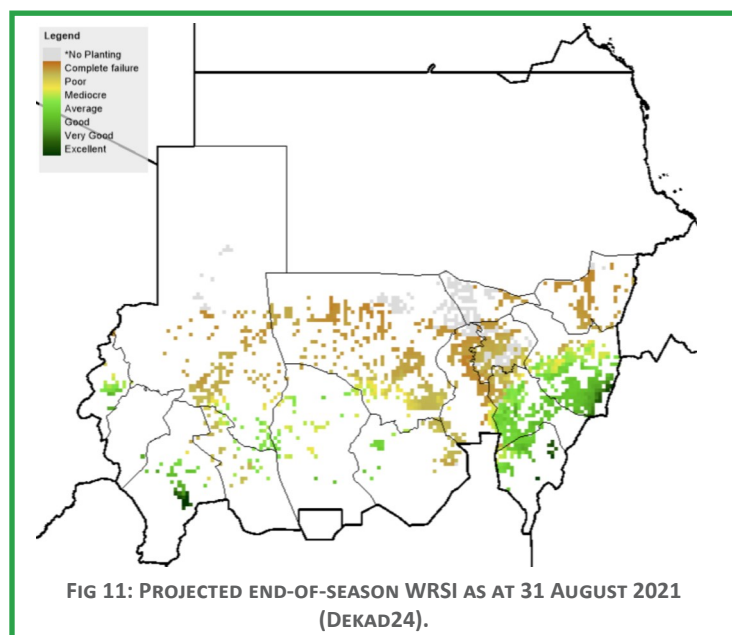 Legend
*No Planting
Complete failure
Poor
Mediocre
Average
Good
Very Good
Excellent
FIG 11: PROJECTED END-OF-SEASON WRSI AS AT 31 AUGUST 2021
(DEKAD24).